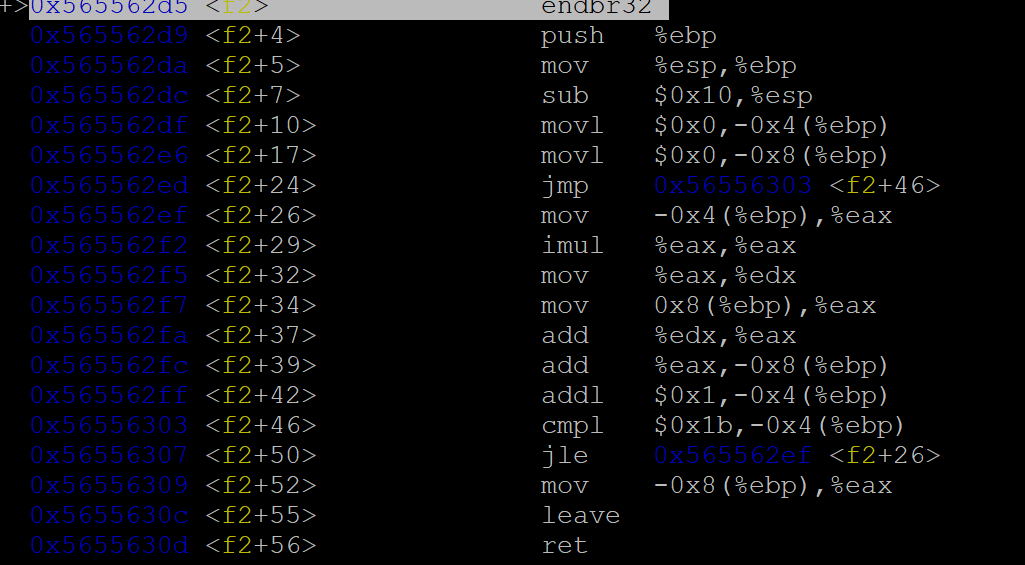 +>0x565562d5 <f2> endbr32
0x565562d9 <f2+4> push %ebp
0x565562da <f2+5> mov %esp,%ebp
0x565562dc <f2+7> sub $0x10,%esp
0x565562df <f2+10> movl $0x0,-0x4(%ebp)
0x565562e6 <f2+17> movl $0x0,-0x8(%ebp)
0x565562ed <f2+24> jmp 0x56556303 <f2+46>
0x565562ef <f2+26> mov -0x4(%ebp),%eax
0x565562f2 <f2+29> imul %eax,%eax
0x565562f5 <f2+32> mov %eax,%edx
0x565562f7 <f2+34> mov 0x8(%ebp),%eax
0x565562fa <f2+37> add %edx,%eax
0x565562fc <f2+39> add %eax,-0x8(%ebp)
0x565562ff <f2+42> addl $0x1,-0x4(%ebp)
0x56556303 <f2+46> cmpl $0x1b,-0x4(%ebp)
0x56556307 <f2+50> jle 0x565562ef <f2+26>
0x56556309 <f2+52> mov -0x8(%ebp),%eax
0x5655630c <f2+55> leave
0x5655630d <f2+56> ret